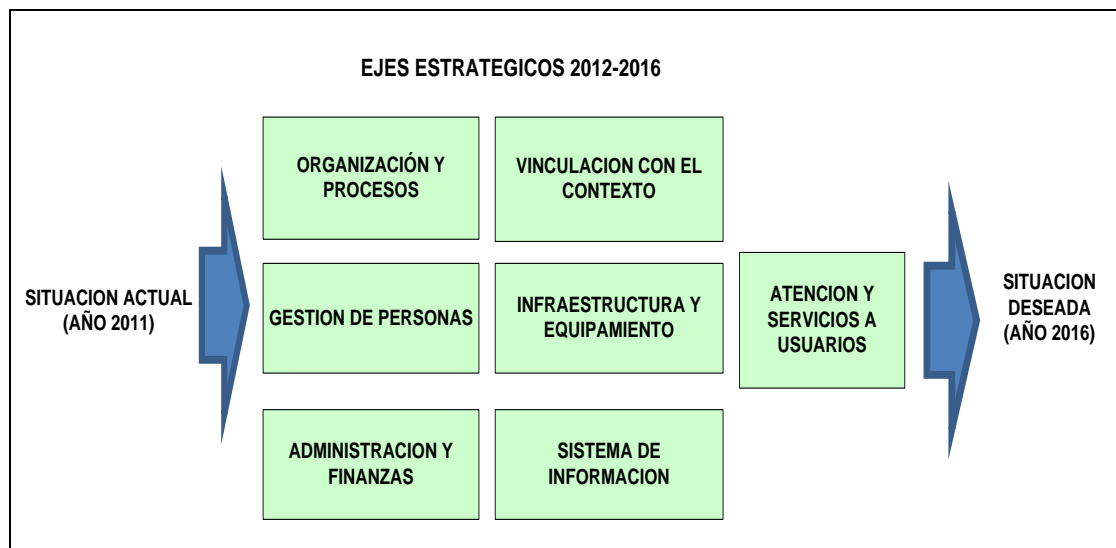 EJES ESTRATEGICOS 2012-2016
ORGANIZACIÓN Y
PROCESOS
VINCULACION CON EL
CONTEXTO
SITUACION ACTUAL
(AÑO 2011)
GESTION DE PERSONAS
INFRAESTRUCTURA Y
EQUIPAMIENTO
ATENCION Y
SERVICIOS A
USUARIOS
SITUACION
DESEADA
(AÑO 2016)
ADMINISTRACION Y
FINANZAS
SISTEMA DE
INFORMACION